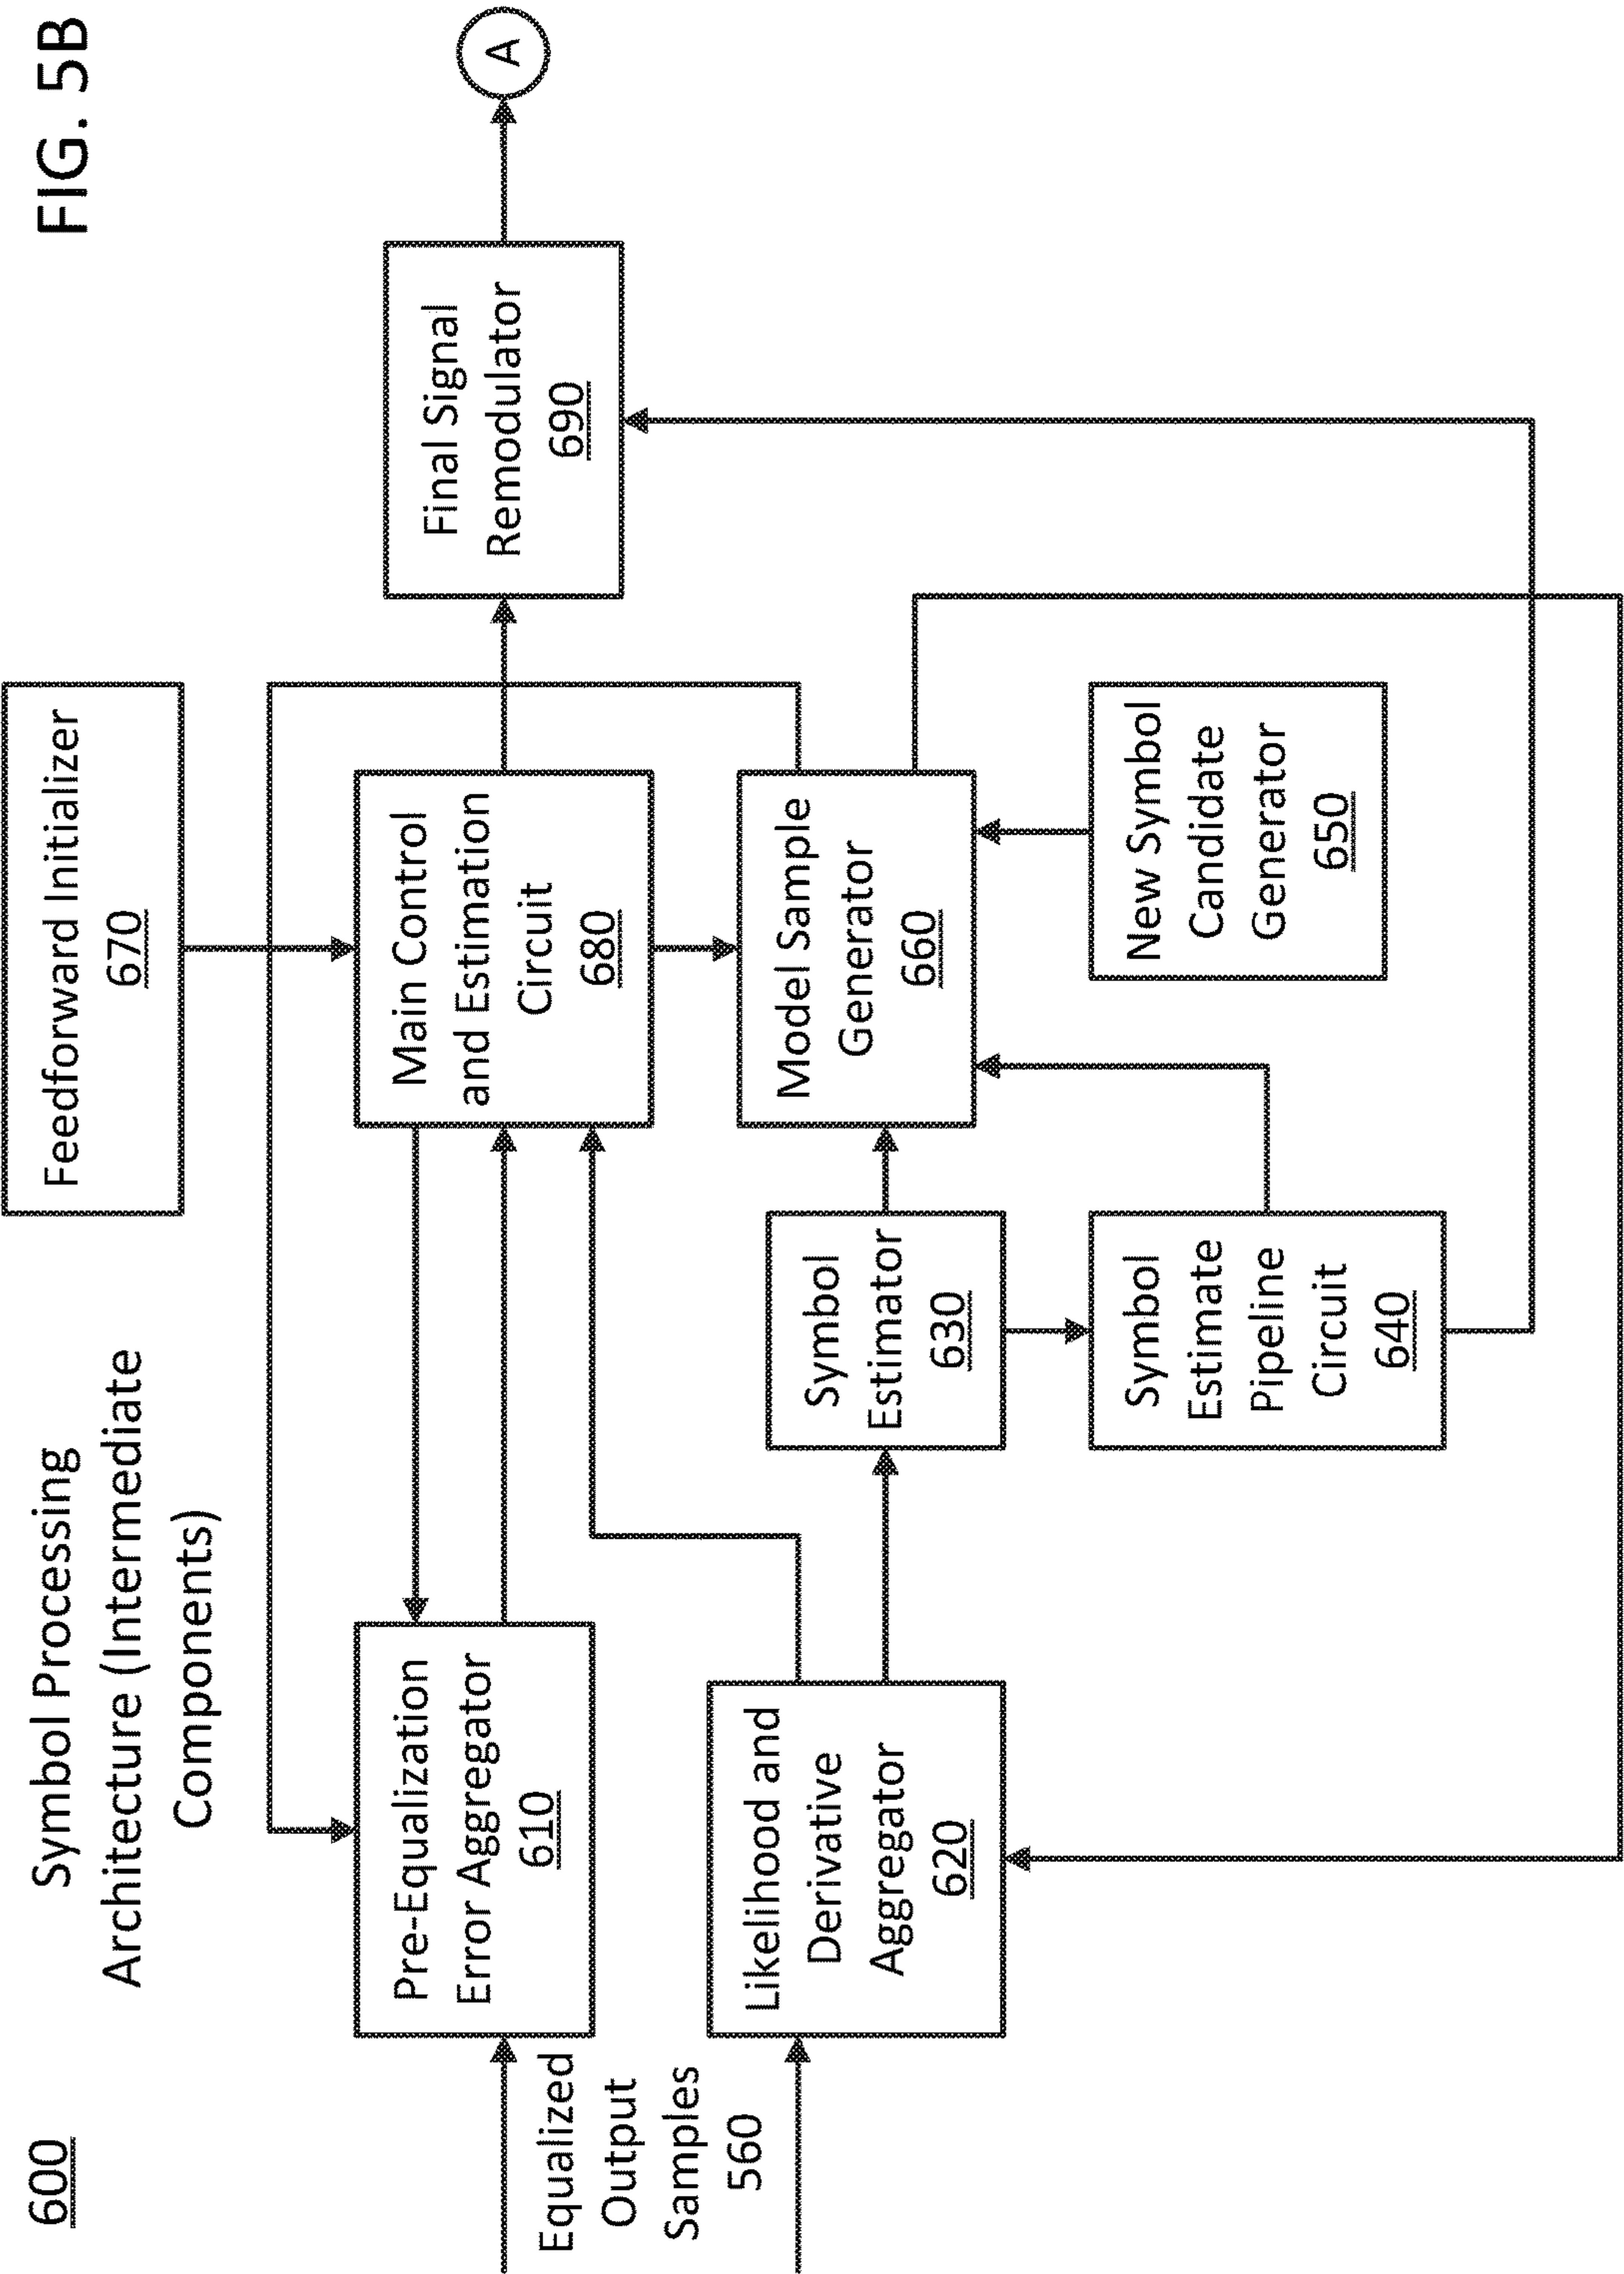 600
Symbol Processing
Architecture (Intermediate
Components)
FIG. 5B
Feedforward Initializer
670
Equalized
Output
Samples
560
Pre-Equalization
Error Aggregator
610
Main Control
and Estimation
Circuit
680
Final Signal
Remodulator
690
A
Likelihood and
Derivative
Aggregator
620
Symbol
Estimator
630
Model Sample
Generator
660
Symbol
Estimate
Pipeline
Circuit
640
New Symbol
Candidate
Generator
650